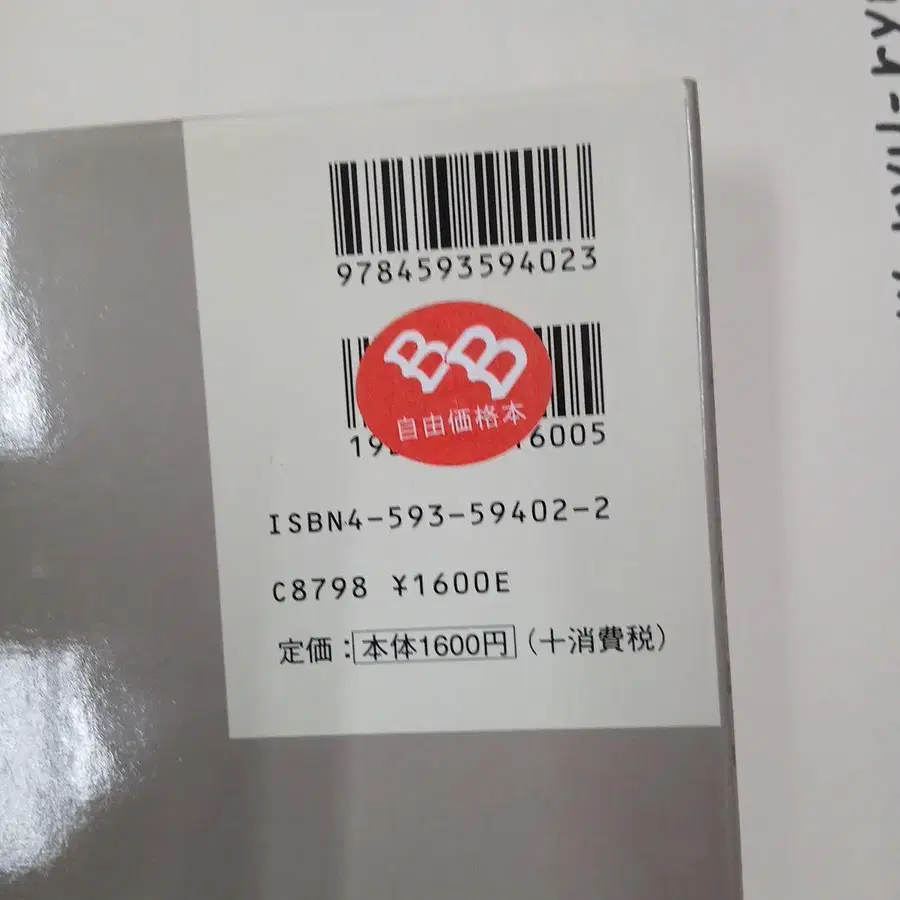 9784593594023
BB
自由価格本
19
6005
ISBN4-593-59402-2
C8798 ¥1600E
定価：本体1600円（十消費税）